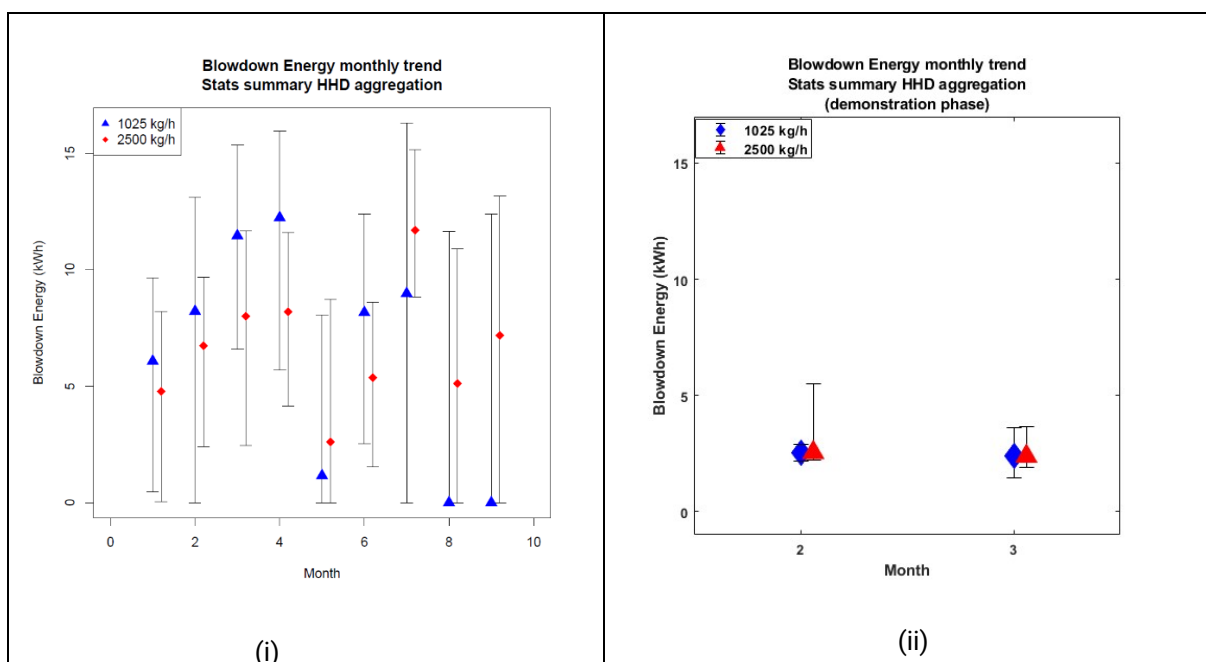 Blowdown Energy monthly trend
Stats summary HHD aggregation
1025 kg/h
2500 kg/h
Blowdown Energy (kWh)
15
10
5
0
0 2 4 6 8 10
Month
(i)
Blowdown Energy monthly trend
Stats summary HHD aggregation
(demonstration phase)
1025 kg/h
2500 kg/h
Blowdown Energy (kWh)
15
10
5
0
2 3
Month
(ii)